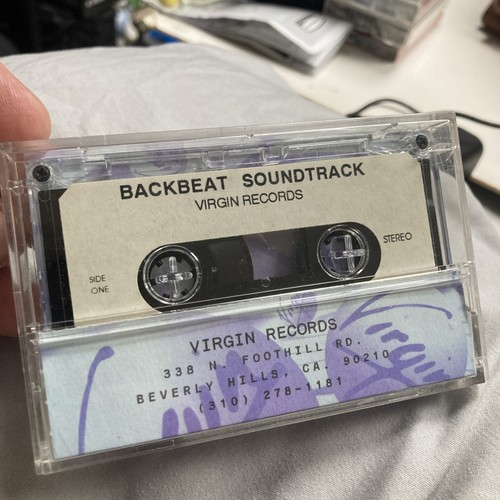 BACKBEAT SOUNDTRACK
VIRGIN RECORDS
SIDE
ONE
STEREO
VIRGIN RECORDS
338 N. FOOTHILL RD.
BEVERLY HILLS, CA. 90210
(310) 278-1181